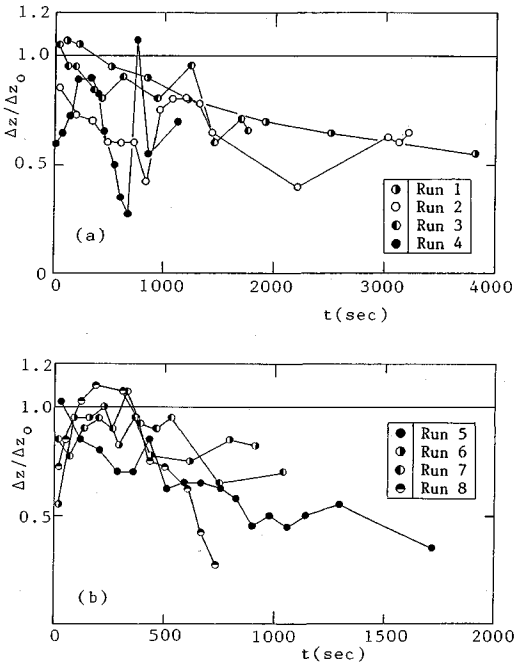 1.2
1.0
Δz/Δz₀
0.5
0
(a)
Run 1
Run 2
Run 3
Run 4
0 1000 2000 3000 4000
t(sec)
1.2
1.0
Δz/Δz₀
0.5
(b)
Run 5
Run 6
Run 7
Run 8
0 500 1000 1500 2000
t(sec)